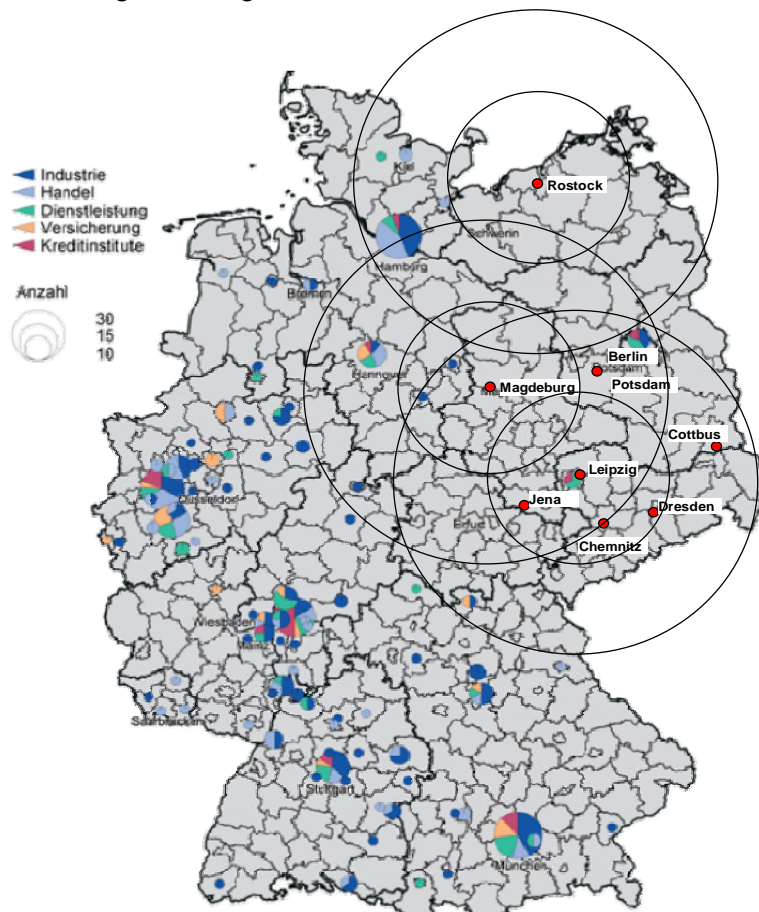 Industrie
Handel
Dienstleistung
Versicherung
Kreditinstitute
Anzahl
30
15
10
Kiel
Rostock
Schwerin
Hamburg
Bremen
Hannover
Berlin
Potsdam
Potsdam
Magdeburg
Cottbus
Leipzig
Düsseldorf
Jena
Dresden
Erfurt
Chemnitz
Wiesbaden
Mainz
Saarbrücken
Stuttgart
München